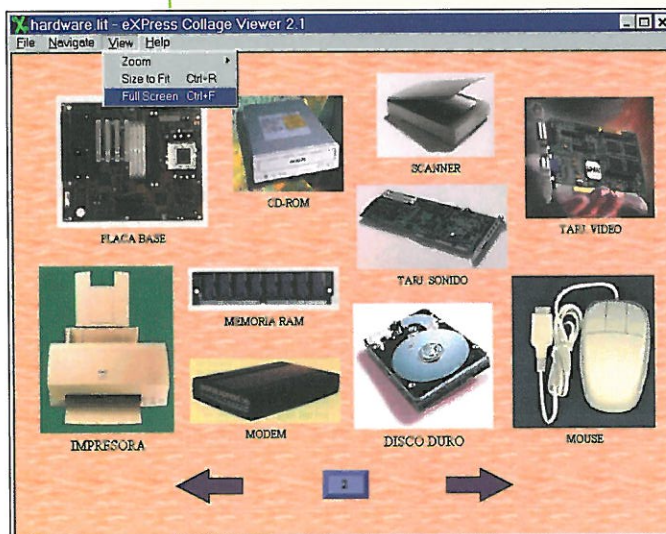 hardware.lit - eXPress Collage Viewer 2.1
File Navigate View Help
Zoom
Size to Fit Ctrl+R
Full Screen Ctrl+F
PLACA BASE
CD-ROM
SCANNER
TARJ. VIDEO
TARJ. SONIDO
MEMORIA RAM
IMPRESORA
MODEM
DISCO DURO
MOUSE
2